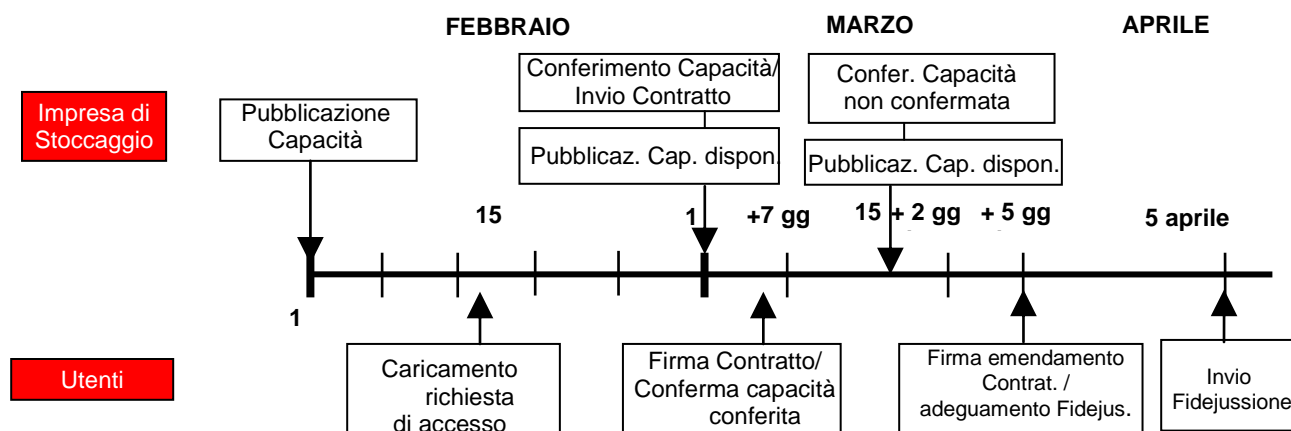 FEBBRAIO
MARZO
APRILE
Impresa di
Stoccaggio
Pubblicazione
Capacità
Conferimento Capacità/
Invio Contratto
Pubblicaz. Cap. dispon.
Confer. Capacità
non confermata
Pubblicaz. Cap. dispon.
15
1
+7 gg
15 + 2 gg
+ 5 gg
5 aprile
1
Utenti
Caricamento
richiesta
di accesso
Firma Contratto/
Conferma capacità
conferita
Firma emendamento
Contrat. /
adeguamento Fidejus.
Invio
Fidejussione